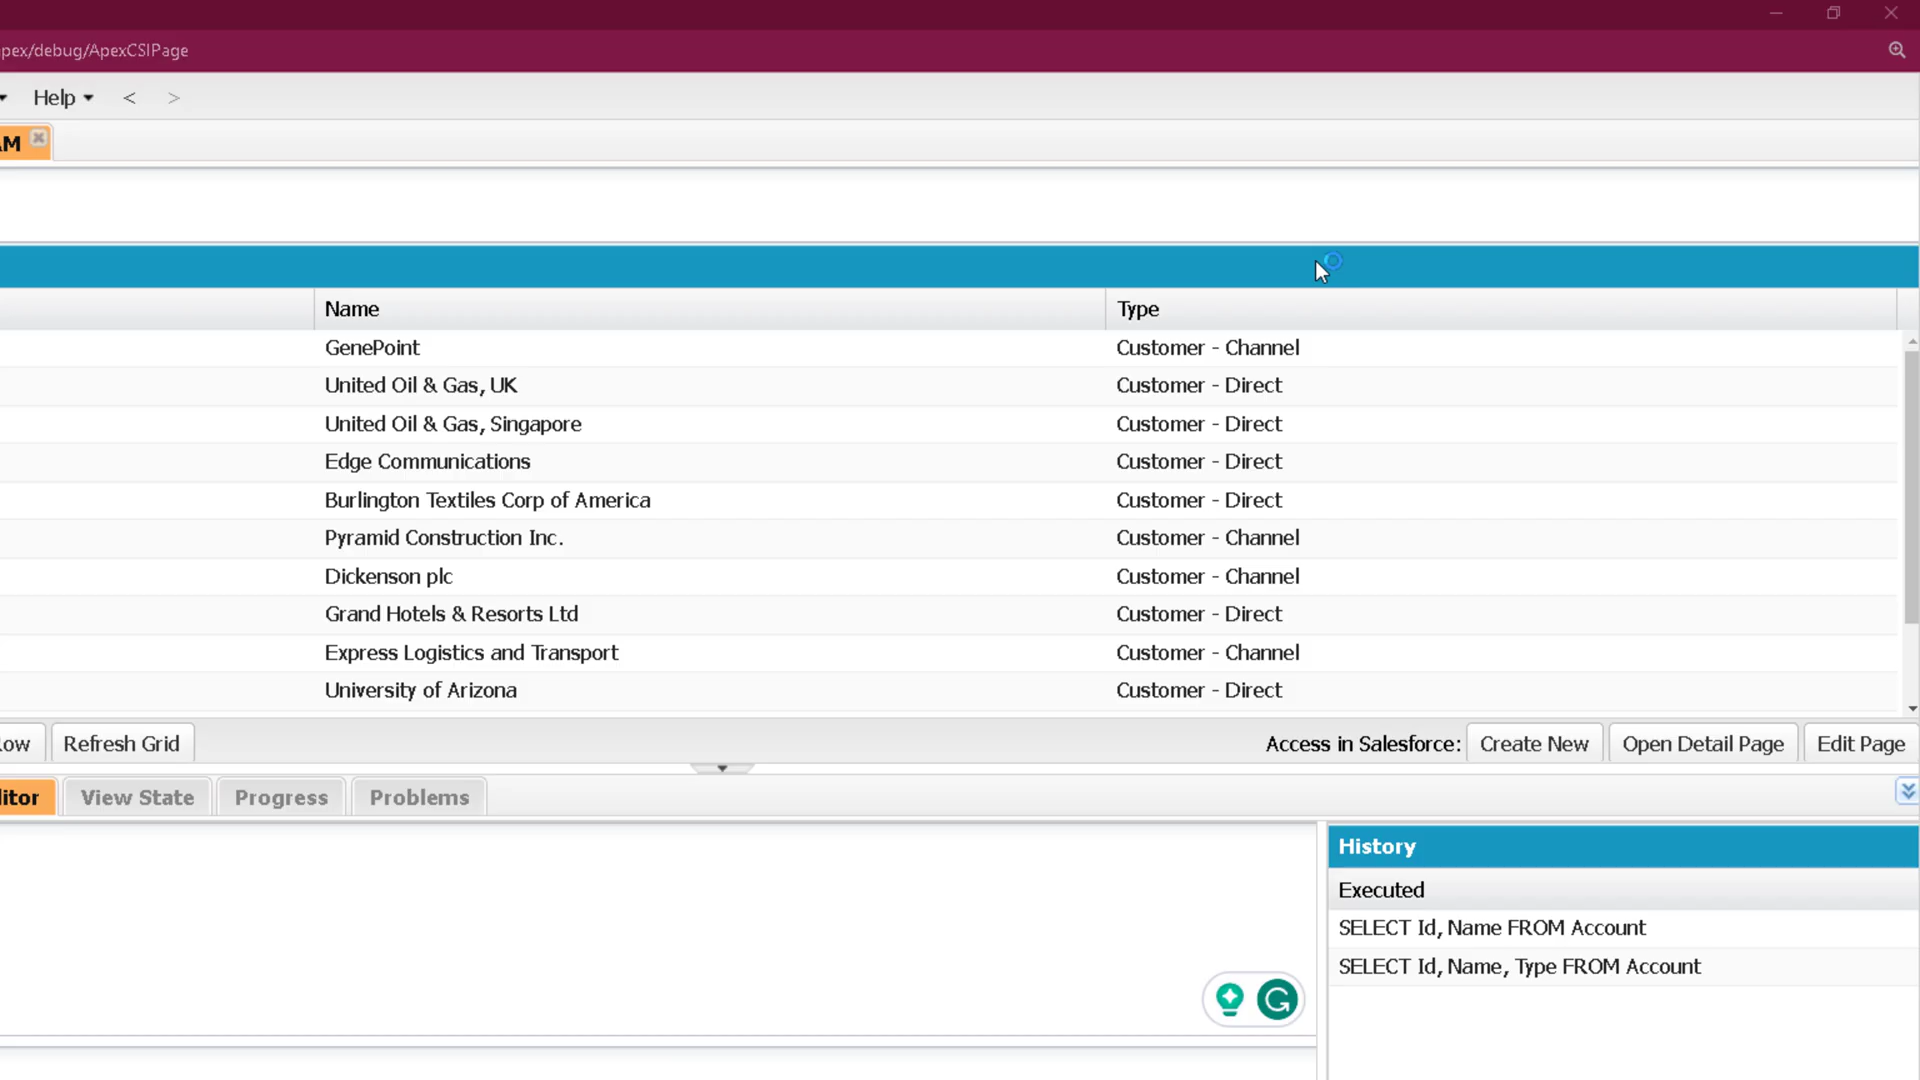 pex/debug/ApexCSIPage
Help < >
AM
Name Type
GenePoint Customer - Channel
United Oil & Gas, UK Customer - Direct
United Oil & Gas, Singapore Customer - Direct
Edge Communications Customer - Direct
Burlington Textiles Corp of America Customer - Direct
Pyramid Construction Inc. Customer - Channel
Dickenson plc Customer - Channel
Grand Hotels & Resorts Ltd Customer - Direct
Express Logistics and Transport Customer - Channel
University of Arizona Customer - Direct
ow Refresh Grid Access in Salesforce: Create New Open Detail Page Edit Page
itor View State Progress Problems
History
Executed
SELECT Id, Name FROM Account
SELECT Id, Name, Type FROM Account